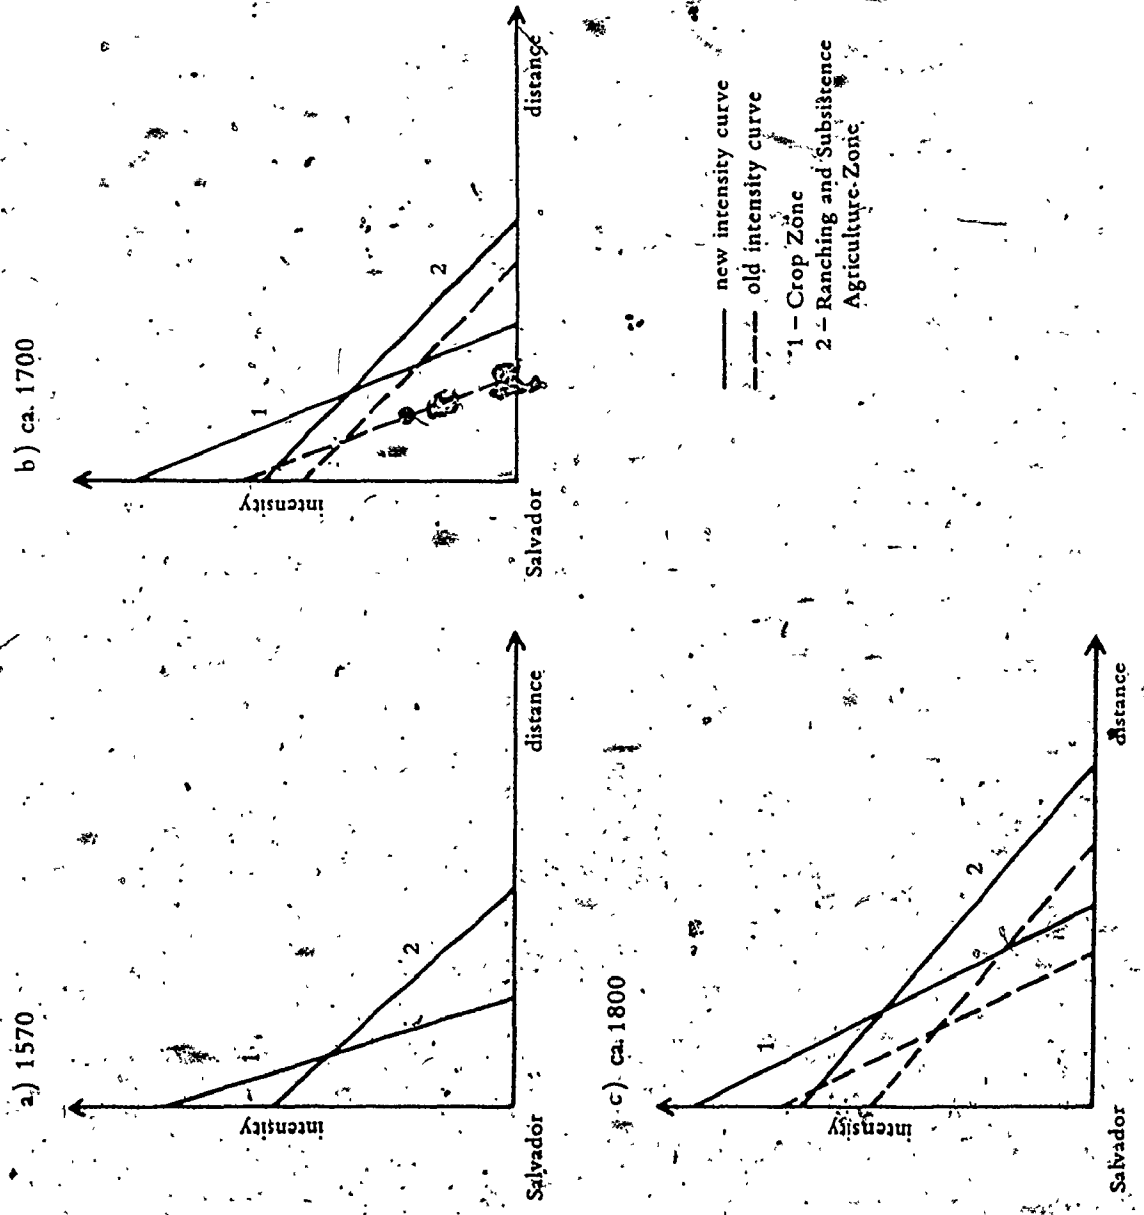 a) 1570
intensity
1
2
Salvador
distance
b) ca. 1700
intensity
1
2
Salvador
distance
c) ca. 1800
intensity
1
2
Salvador
distance
new intensity curve
old intensity curve
1 – Crop Zone
2 – Ranching and Subsistence
Agriculture Zone